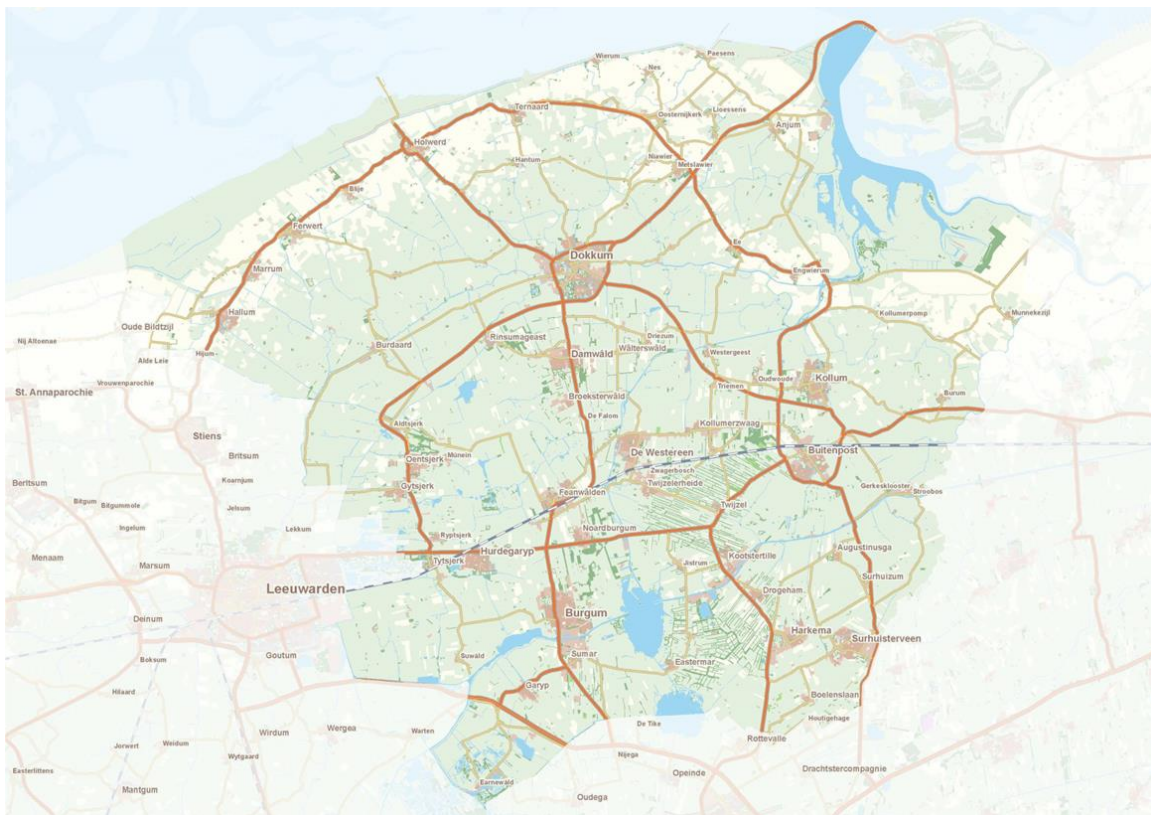 Wierum
Paesens
Nes
Ternaard
Oosternijkerk
Lioessens
Anjum
Holwerd
Hantum
Niawier
Metslawier
Blije
Ferwert
Ee
Dokkum
Marrum
Engwierum
Hallum
Kollumerpomp
Munnekezijl
Oude Bildtzijl
Nij Altoenae
Burdaard
Rinsumageast
Driezum
Wâlterswâld
Damwâld
Westergeest
Alde Leie
Hijum
Vrouwenparochie
Triemen
Oudwoude
Kollum
St. Annaparochie
Broeksterwâld
Burum
De Falom
Aldtsjerk
Kollumerzwaag
Stiens
Britsum
Oentsjerk
Mûnein
De Westereen
Buitenpost
Zwagerbosch
Koarnjum
Beritsum
Gytsjerk
Feanwâlden
Twijzelerheide
Gerkesklooster
Stroobos
Bitgum
Bitgummole
Jelsum
Twijzel
Ingelum
Lekkum
Ryptsjerk
Noardburgum
Menaam
Marsum
Tytsjerk
Hurdegaryp
Kootstertille
Augustinusga
Jistrum
Surhuizum
Leeuwarden
Drogeham
Burgum
Deinum
Harkema
Surhuisterveen
Boksum
Goutum
Suwâld
Sumar
Eastermar
Hilaard
Garyp
Boelenslaan
Houtigehage
De Tike
Jorwert
Weidum
Wirdum
Wergea
Warten
Rottevalle
Wytgaard
Nijega
Easterlittens
Opeinde
Drachtstercompagnie
Mantgum
Earnewâld
Oudega